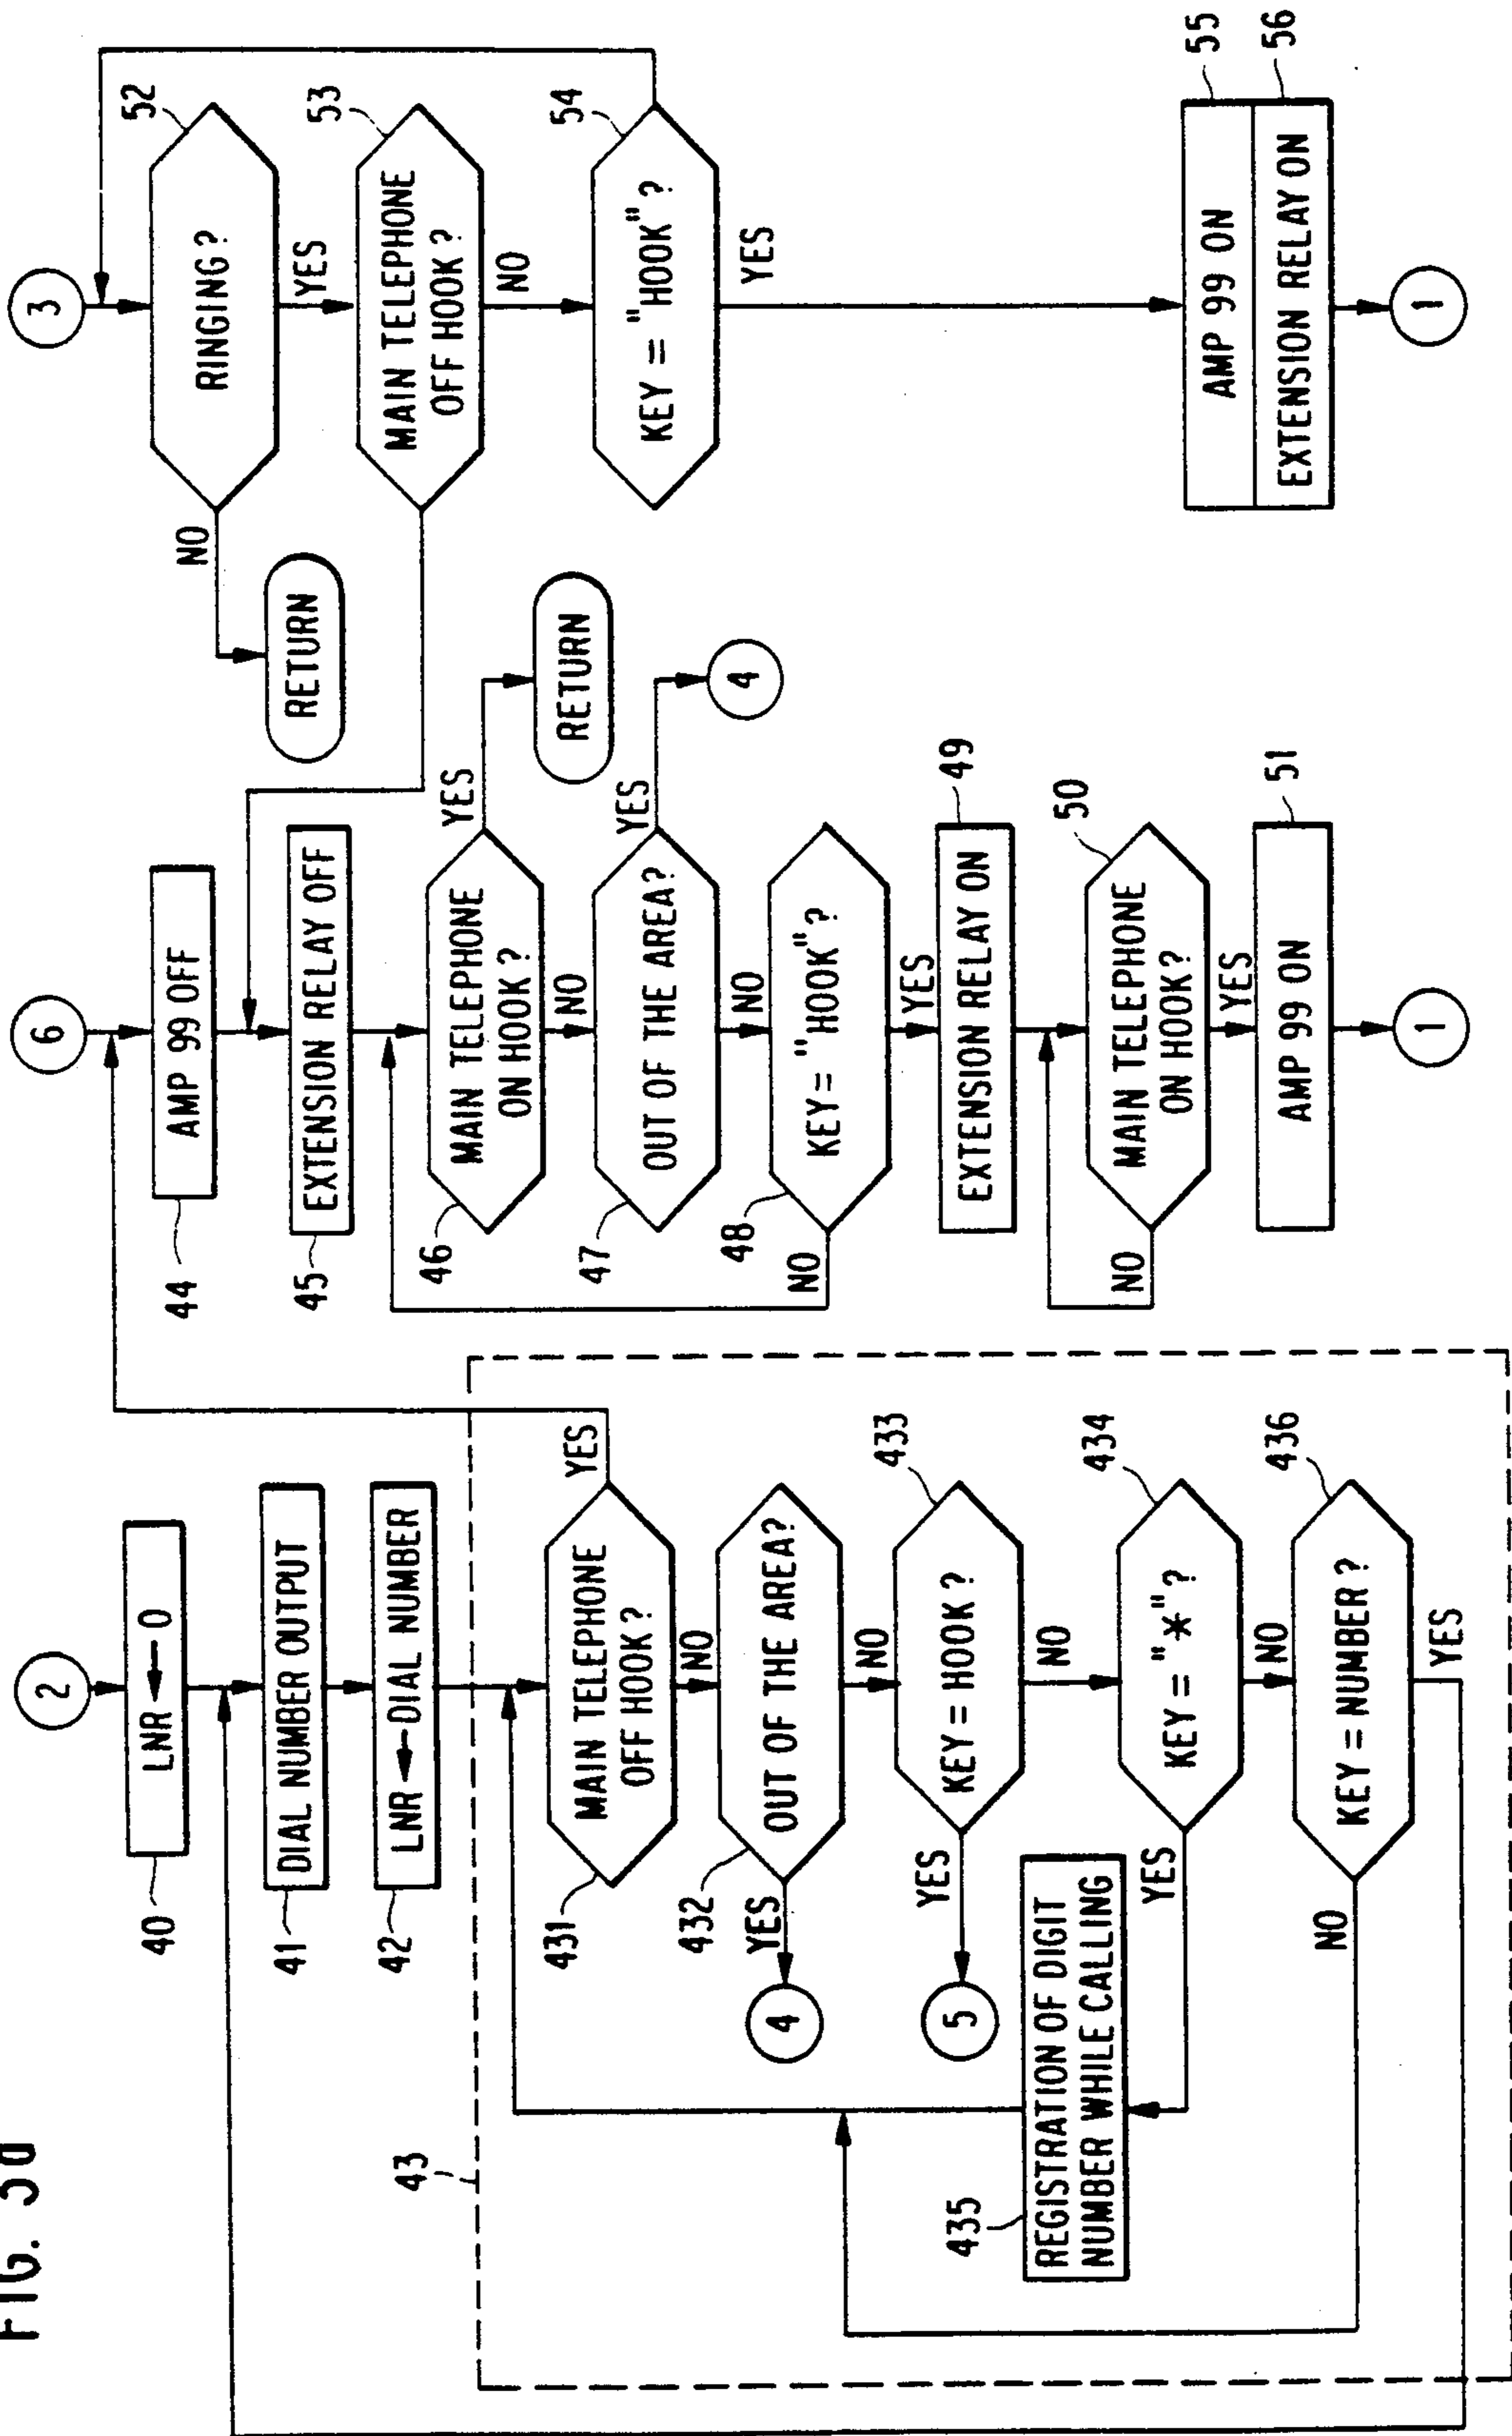 FIG.
2
40
LNR ← 0
41
DIAL NUMBER OUTPUT
42
LNR ← DIAL NUMBER
43
431
MAIN TELEPHONE
OFF HOOK?
YES
NO
432
OUT OF THE AREA?
YES
4
NO
433
KEY = HOOK?
YES
5
NO
434
KEY = "*"?
YES
NO
435
REGISTRATION OF DIGIT
NUMBER WHILE CALLING
436
KEY = NUMBER?
NO
YES
6
44
AMP 99 OFF
45
EXTENSION RELAY OFF
46
MAIN TELEPHONE
ON HOOK?
YES
RETURN
NO
47
OUT OF THE AREA?
YES
4
NO
48
KEY = "HOOK"?
NO
YES
49
EXTENSION RELAY ON
50
MAIN TELEPHONE
ON HOOK?
NO
YES
51
AMP 99 ON
1
3
52
RINGING?
NO
RETURN
YES
53
MAIN TELEPHONE
OFF HOOK?
NO
54
KEY = "HOOK"?
YES
55
AMP 99 ON
56
EXTENSION RELAY ON
1